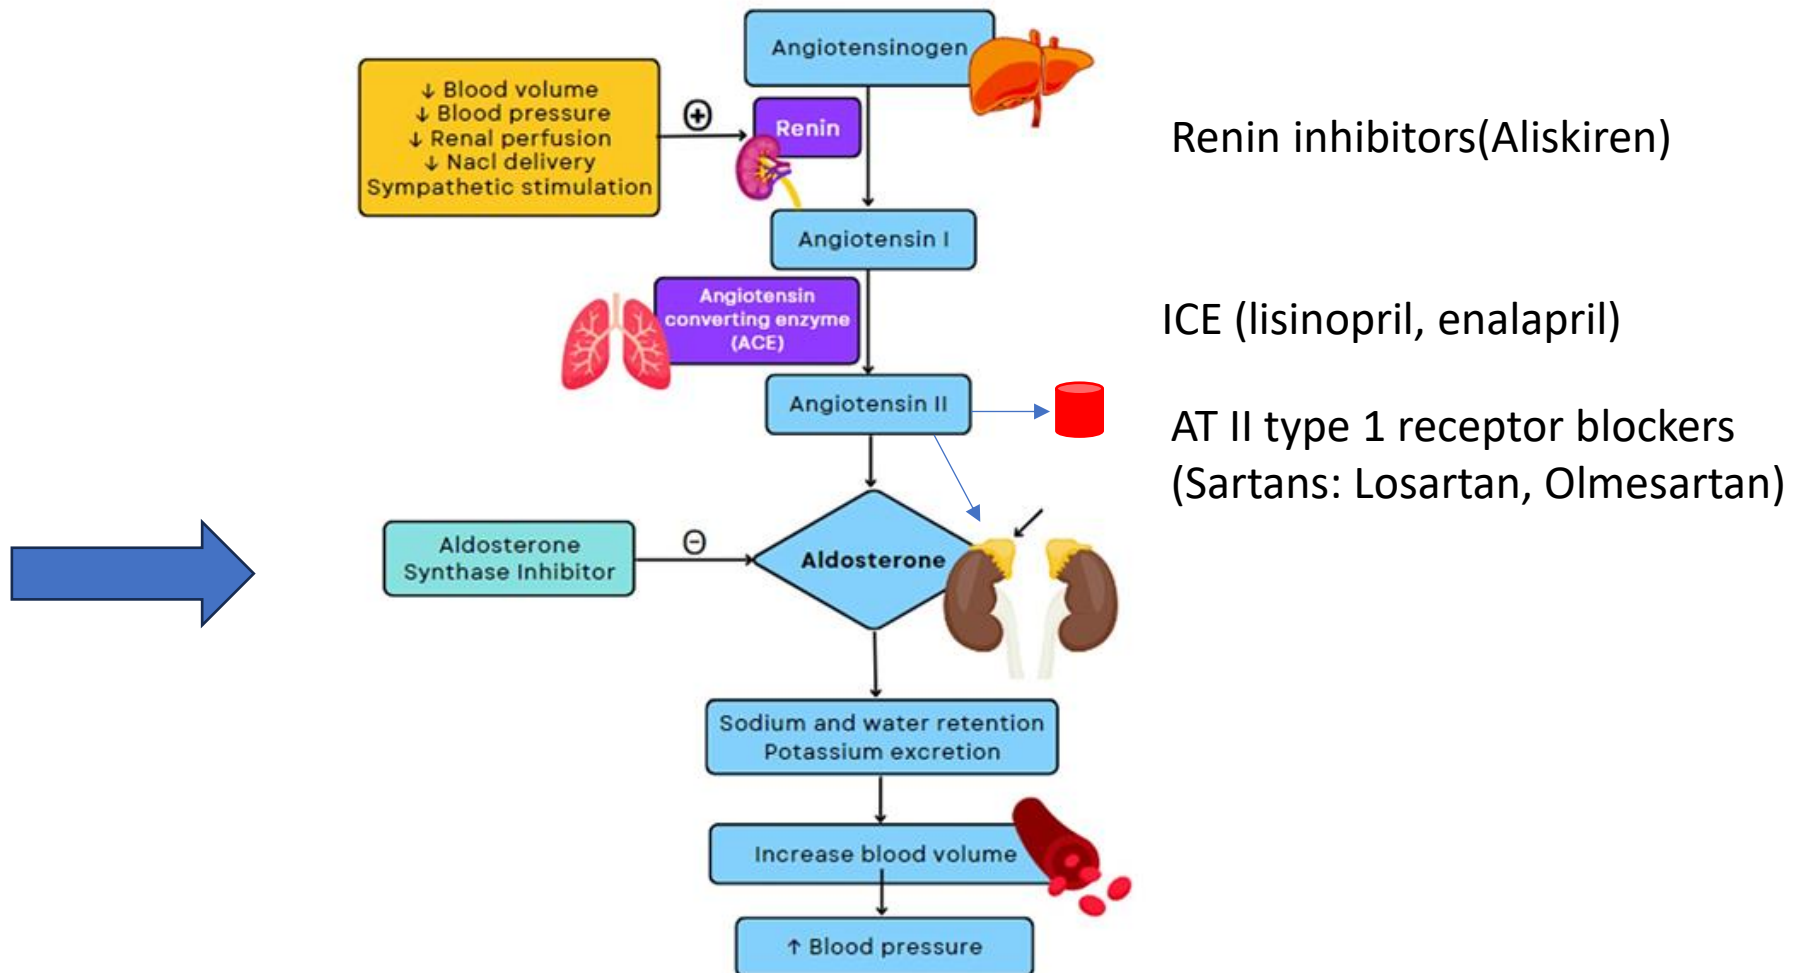 Angiotensinogen
↓ Blood volume
↓ Blood pressure
↓ Renal perfusion
↓ Nacl delivery
Sympathetic stimulation
+
Renin
Renin inhibitors(Aliskiren)
Angiotensin I
Angiotensin
converting enzyme
(ACE)
ICE (lisinopril, enalapril)
Angiotensin II
AT II type 1 receptor blockers
(Sartans: Losartan, Olmesartan)
Aldosterone
Synthase Inhibitor
-
Aldosterone
Sodium and water retention
Potassium excretion
Increase blood volume
↑ Blood pressure